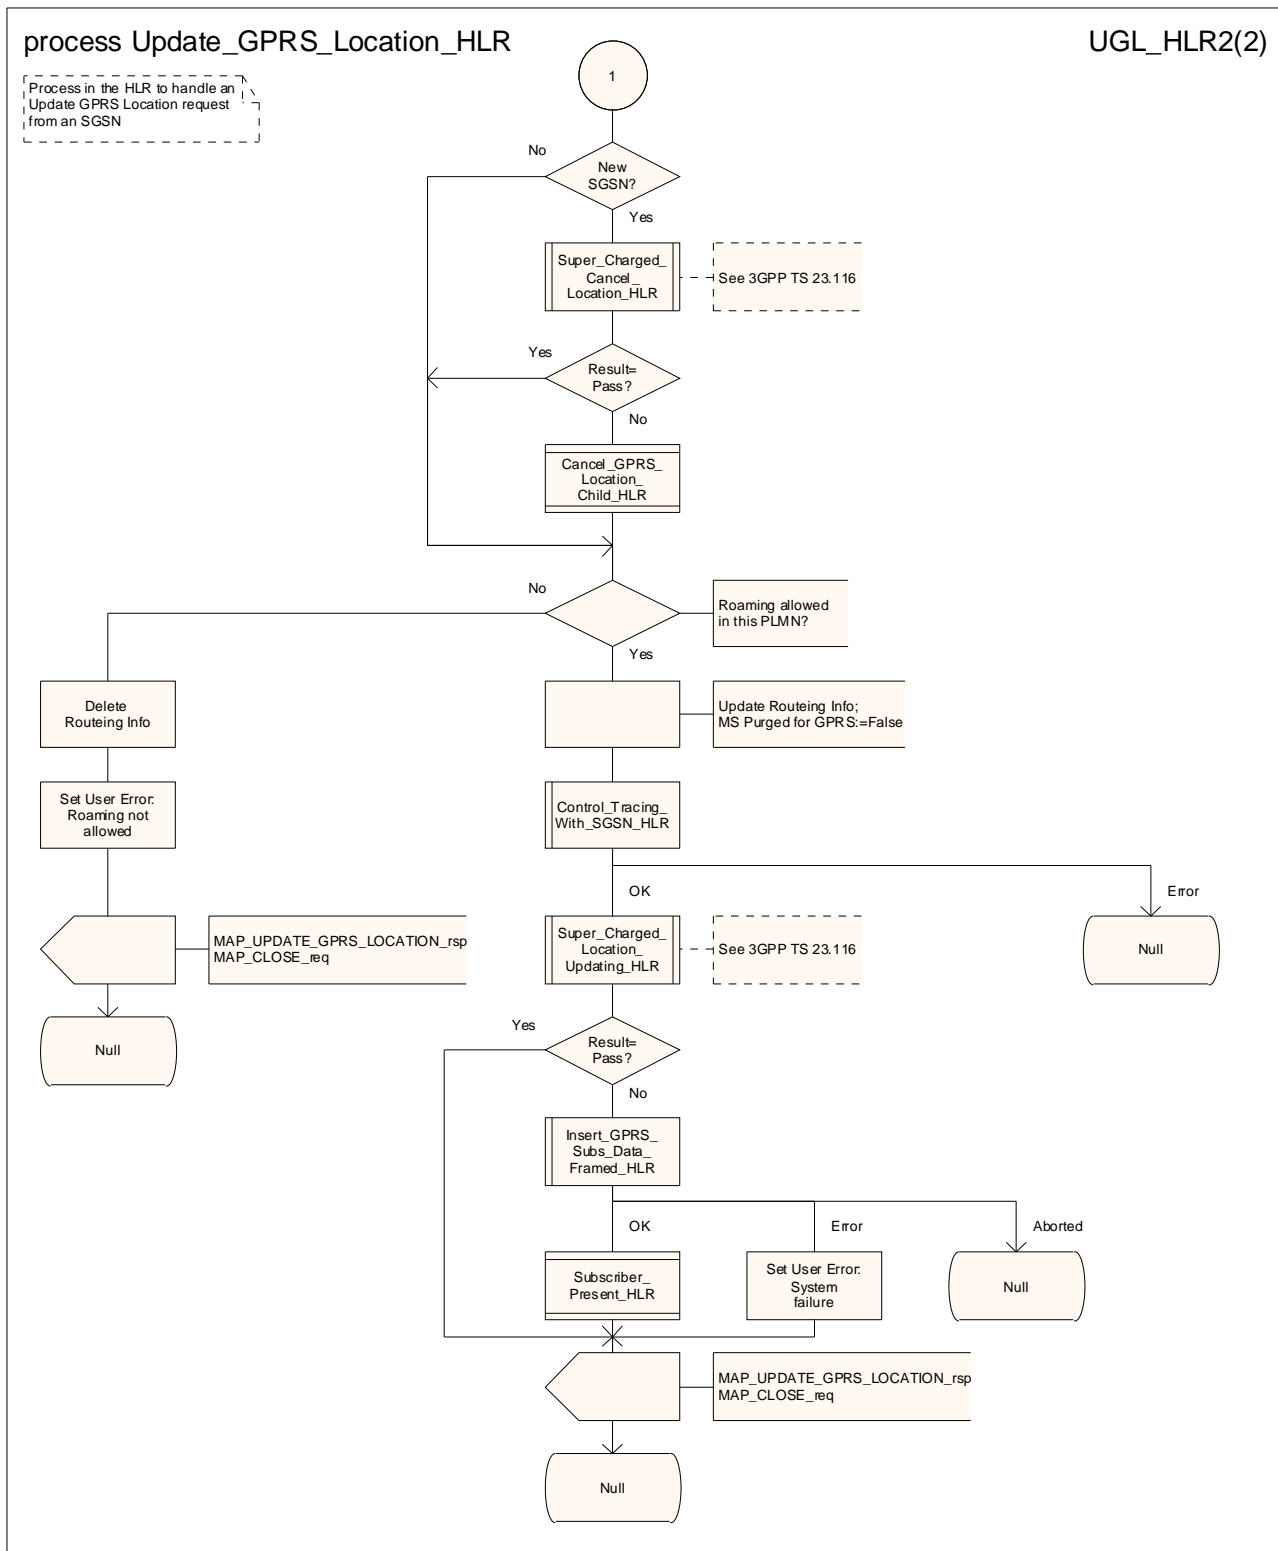 process Update_GPRS_Location_HLR
UGL_HLR2(2)
Process in the HLR to handle an
Update GPRS Location request
from an SGSN
1
No
New
SGSN?
Yes
Super_Charged_
Cancel_
Location_HLR
See 3GPP TS 23.116
Yes
Result=
Pass?
No
Cancel_GPRS_
Location_
Child_HLR
No
Roaming allowed
in this PLMN?
Yes
Delete
Routeing Info
Update Routeing Info;
MS Purged for GPRS:=False
Set User Error:
Roaming not
allowed
Control_Tracing_
With_SGSN_HLR
OK
Error
MAP_UPDATE_GPRS_LOCATION_rsp
MAP_CLOSE_req
Super_Charged_
Location_
Updating_HLR
See 3GPP TS 23.116
Null
Null
Yes
Result=
Pass?
No
Insert_GPRS_
Subs_Data_
Framed_HLR
OK
Error
Aborted
Subscriber_
Present_HLR
Set User Error:
System
failure
Null
MAP_UPDATE_GPRS_LOCATION_rsp
MAP_CLOSE_req
Null